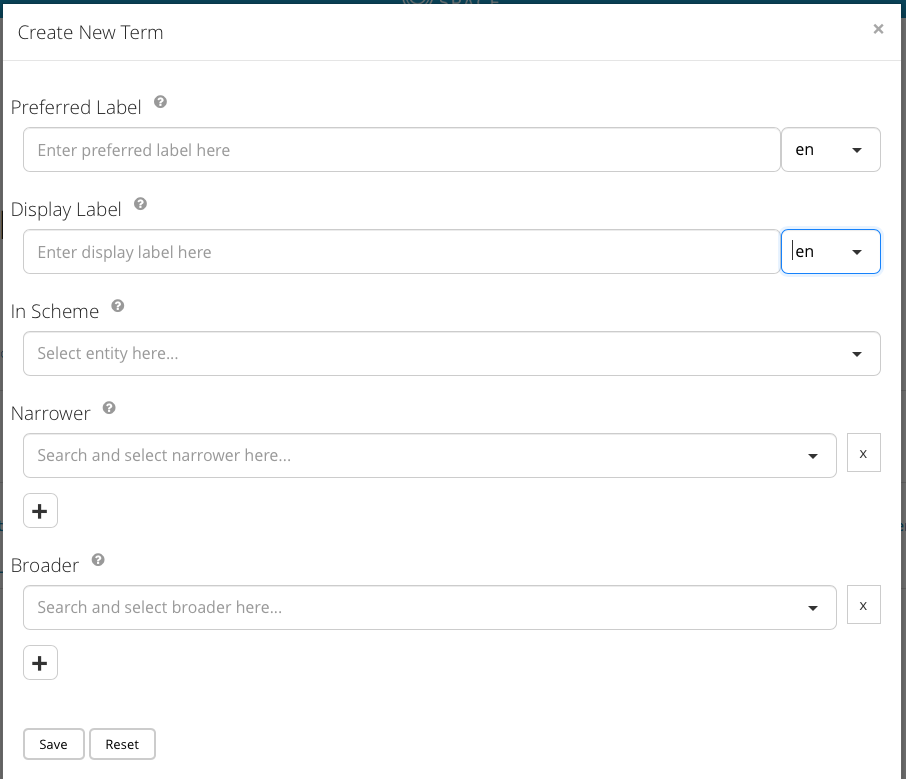 Create New Term ×
Preferred Label ?
Enter preferred label here en
Display Label ?
Enter display label here en
In Scheme ?
Select entity here...
Narrower ?
Search and select narrower here... x
+
Broader ?
Search and select broader here... x
+
Save Reset